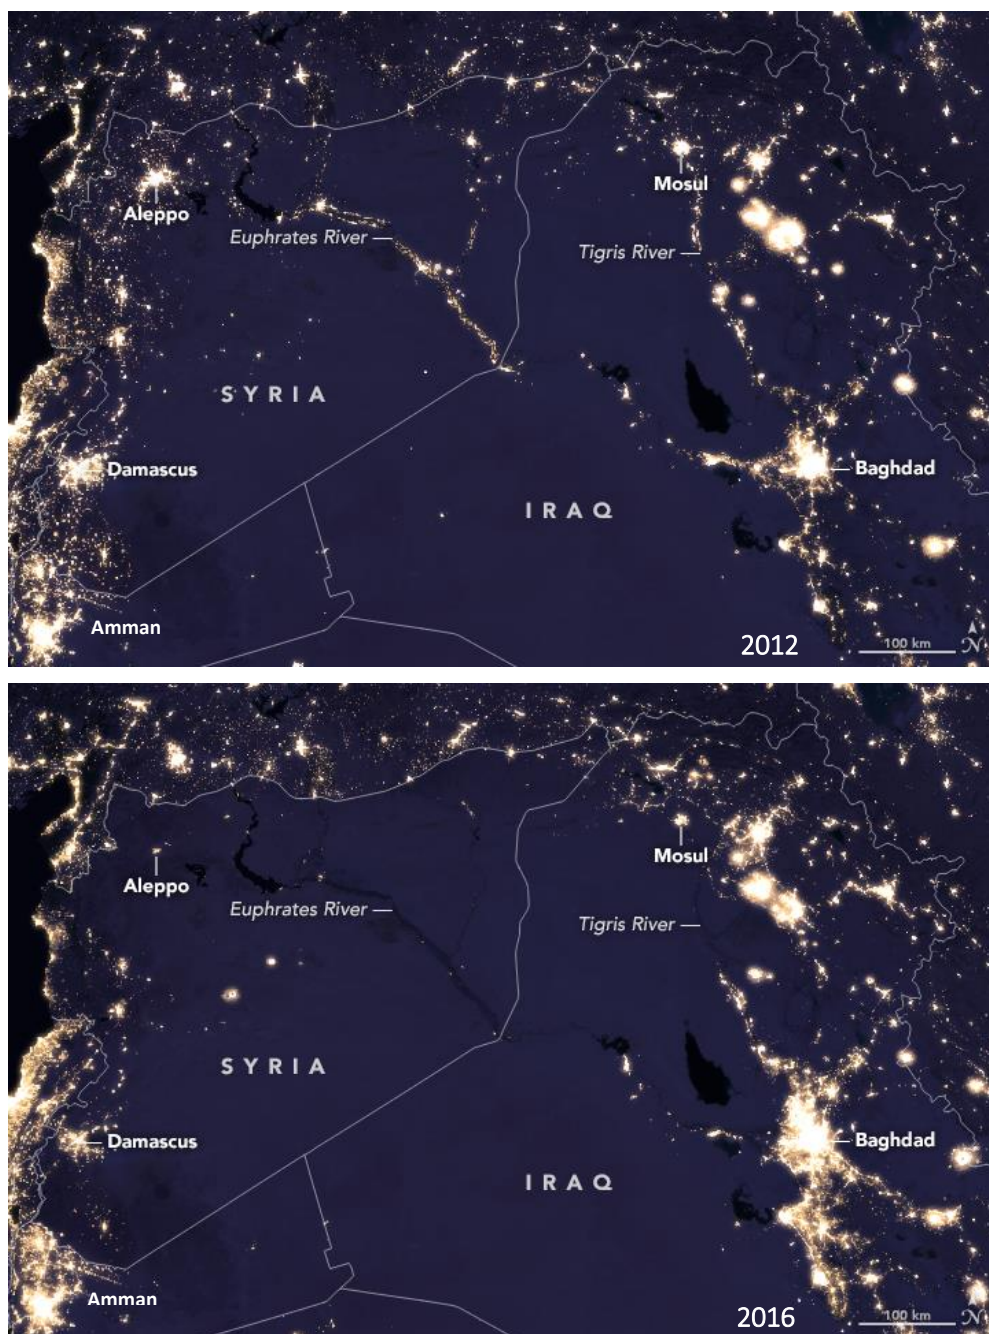 Mosul
Aleppo
Euphrates River
Tigris River
SYRIA
Damascus
Baghdad
IRAQ
Amman
2012
100 km
N
Mosul
Aleppo
Euphrates River
Tigris River
SYRIA
Damascus
Baghdad
IRAQ
Amman
2016
100 km
N